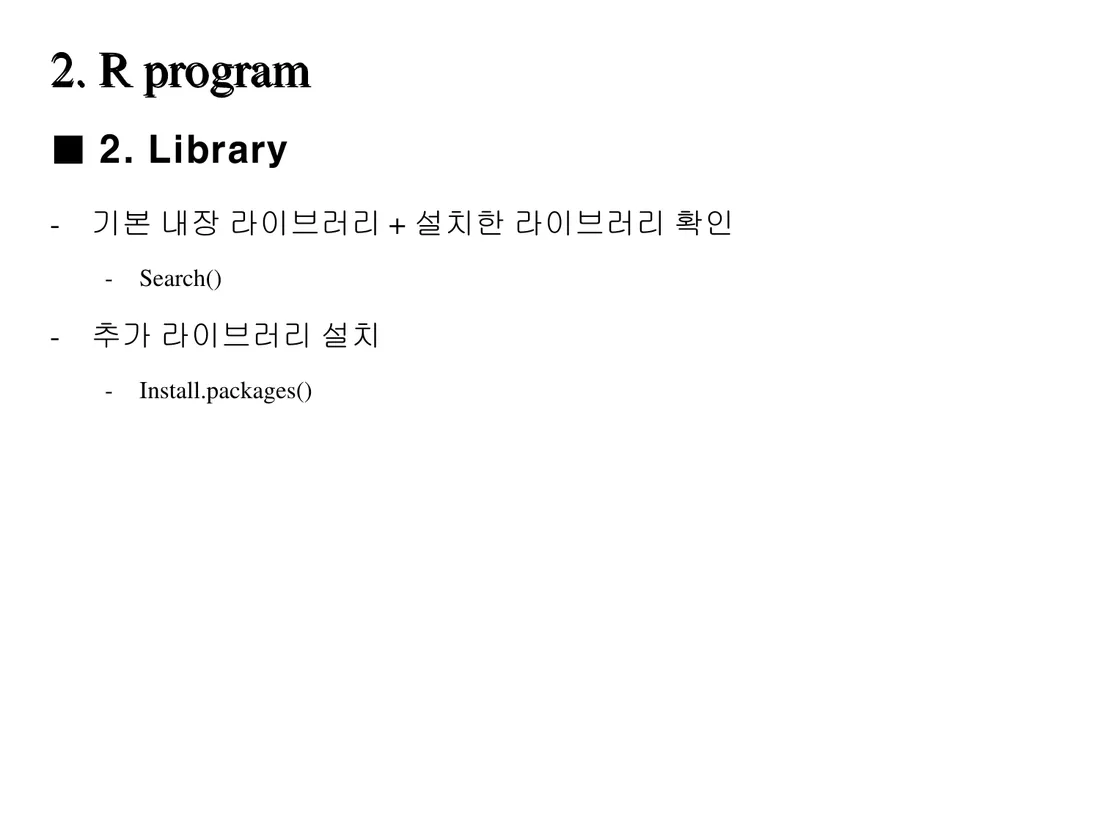 2. R program
■ 2. Library
- 기본 내장 라이브러리 + 설치한 라이브러리 확인
- Search()
- 추가 라이브러리 설치
- Install.packages()